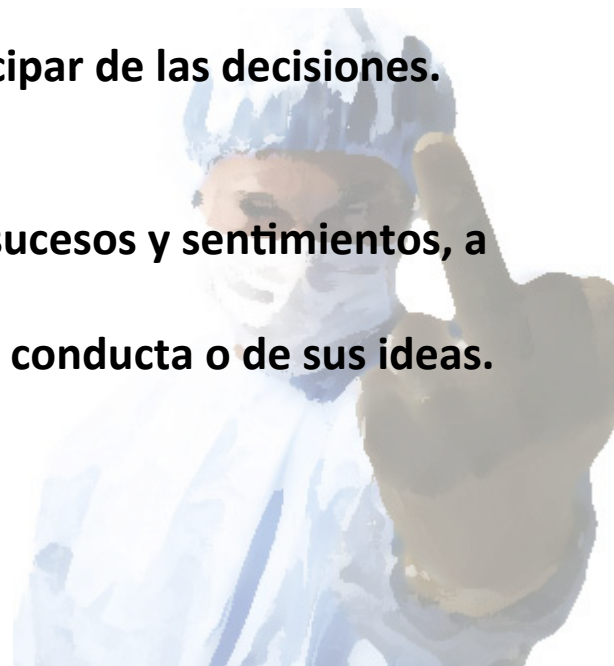 cipar de las decisiones.
sucesos y sentimientos, a
conducta o de sus ideas.